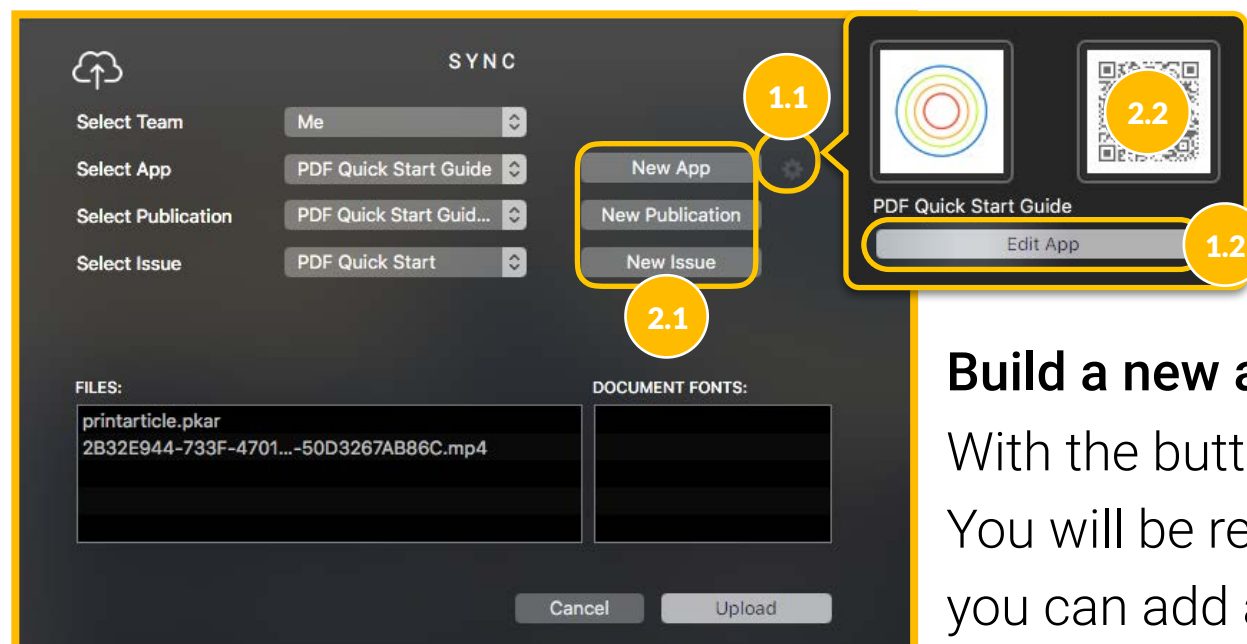 SYNC
1.1
2.2
Select Team Me
Select App PDF Quick Start Guide New App
Select Publication PDF Quick Start Guid... New Publication
Select Issue PDF Quick Start New Issue
PDF Quick Start Guide
Edit App 1.2
2.1
FILES: DOCUMENT FONTS:
printarticle.pkar
2B32E944-733F-4701...-50D3267AB86C.mp4
Cancel Upload
Build a new a
With the butt
You will be re
you can add a